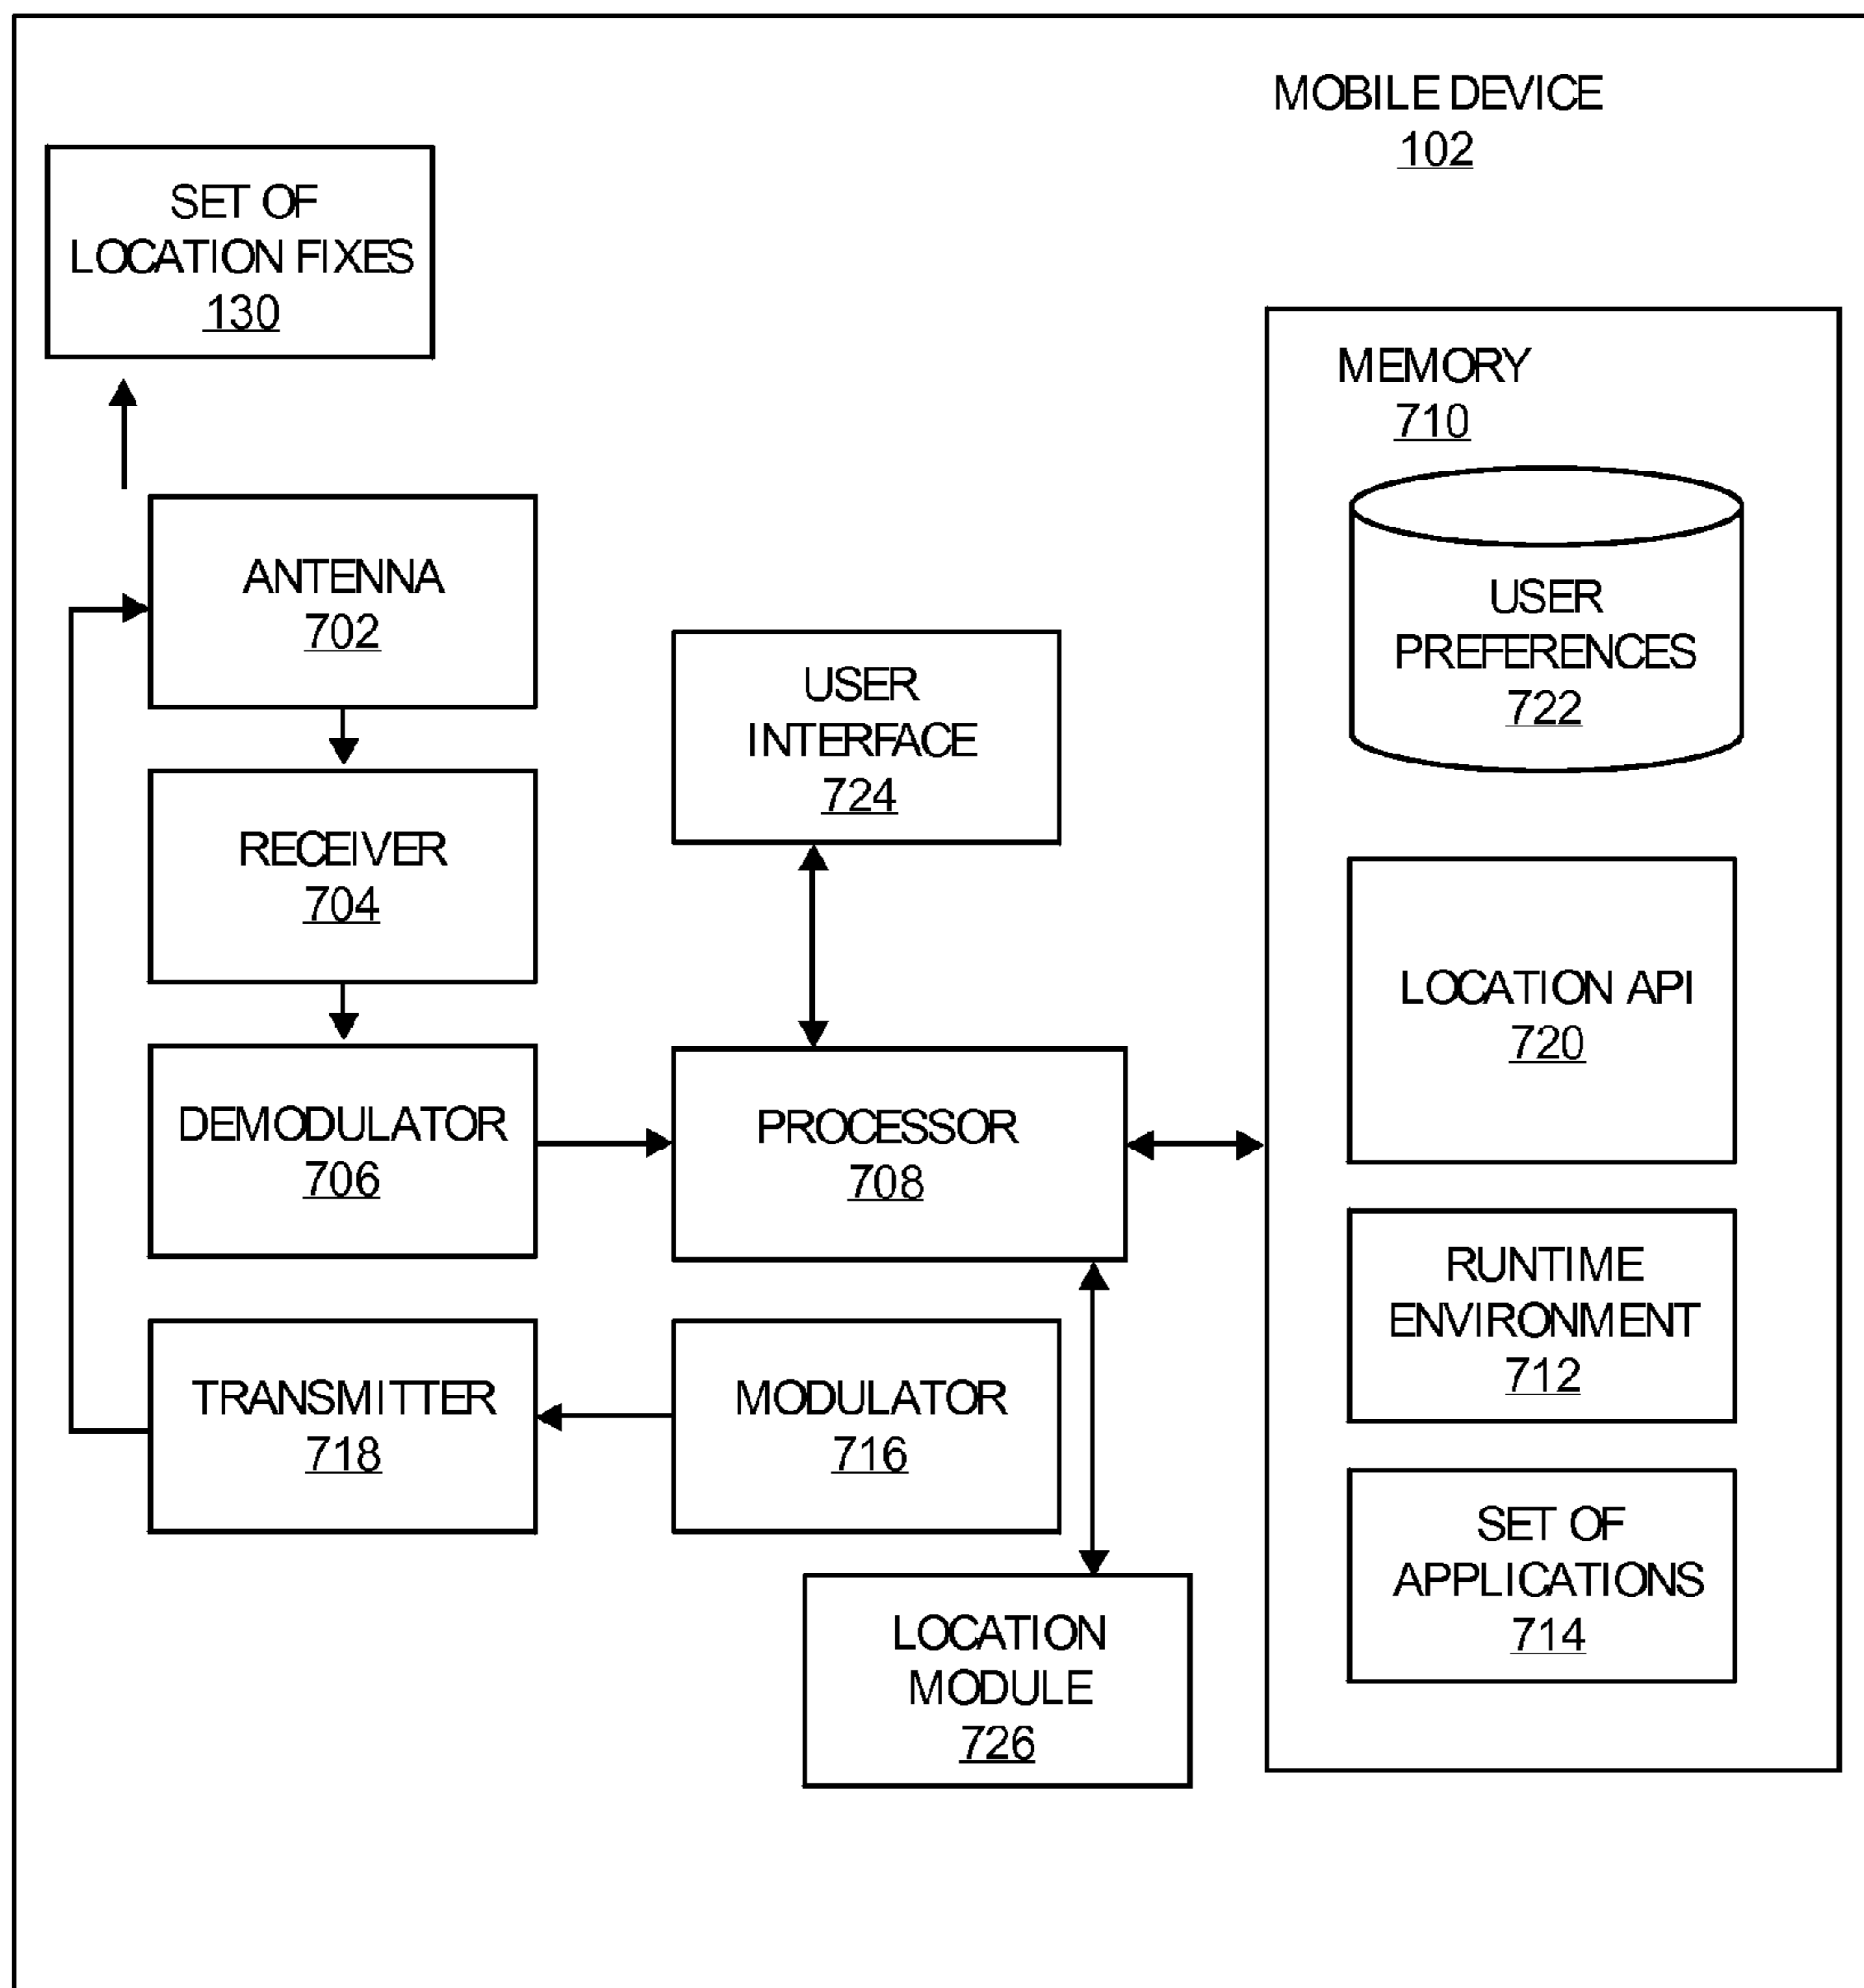 MOBILE DEVICE
102
SET OF
LOCATION FIXES
130
MEMORY
710
USER
PREFERENCES
722
ANTENNA
702
USER
INTERFACE
724
RECEIVER
704
LOCATION API
720
DEMODULATOR
706
PROCESSOR
708
RUNTIME
ENVIRONMENT
712
TRANSMITTER
718
MODULATOR
716
SET OF
APPLICATIONS
714
LOCATION
MODULE
726